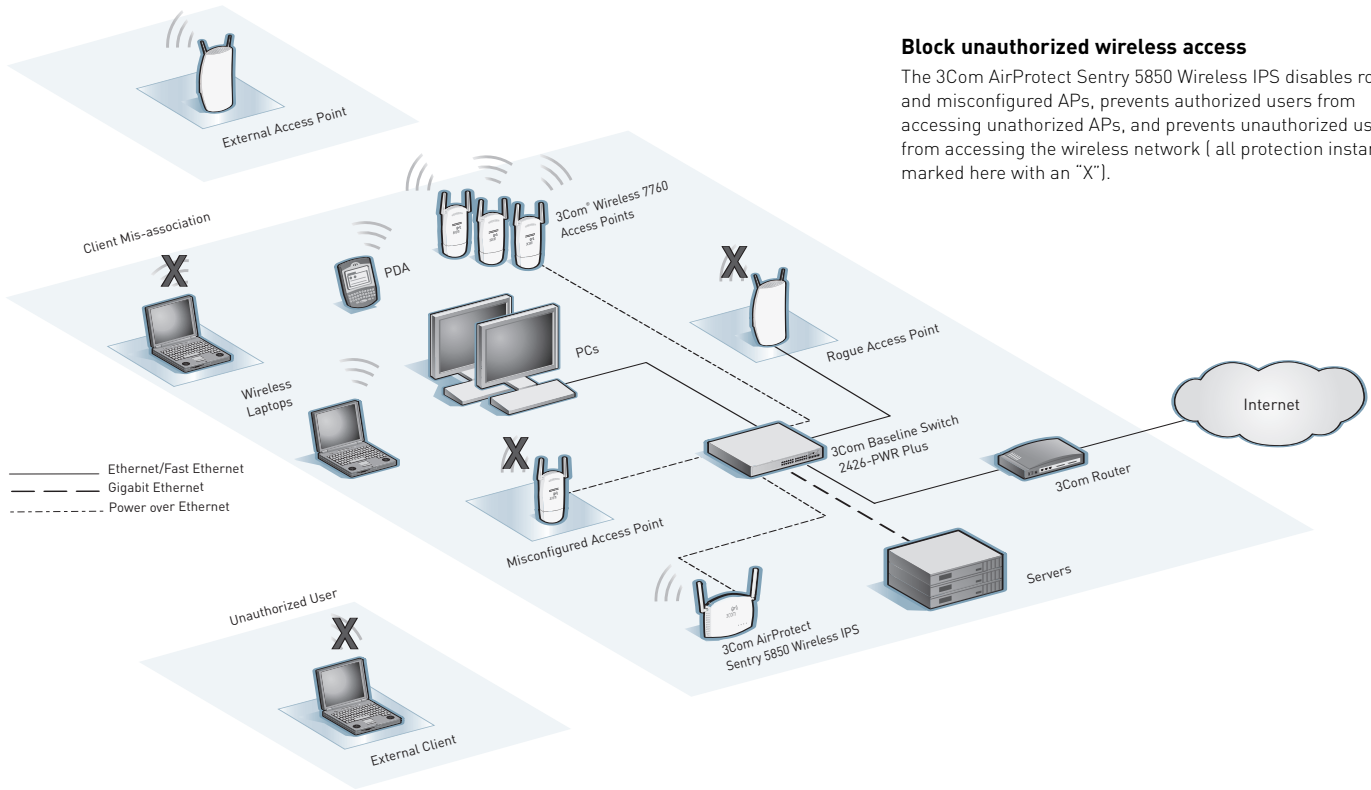 Block unauthorized wireless access
The 3Com AirProtect Sentry 5850 Wireless IPS disables
and misconfigured APs, prevents authorized users from
accessing unathorized APs, and prevents unauthorized
from accessing the wireless network ( all protection
marked here with an “X”).
External Access Point
Client Mis-association
X
PDA
3Com® Wireless 7760
Access Points
X
Rogue Access Point
PCs
Wireless
Laptops
Internet
X
3Com Baseline Switch
2426-PWR Plus
3Com Router
Ethernet/Fast Ethernet
Gigabit Ethernet
Power over Ethernet
Misconfigured Access Point
Servers
3Com AirProtect
Sentry 5850 Wireless IPS
Unauthorized User
X
External Client